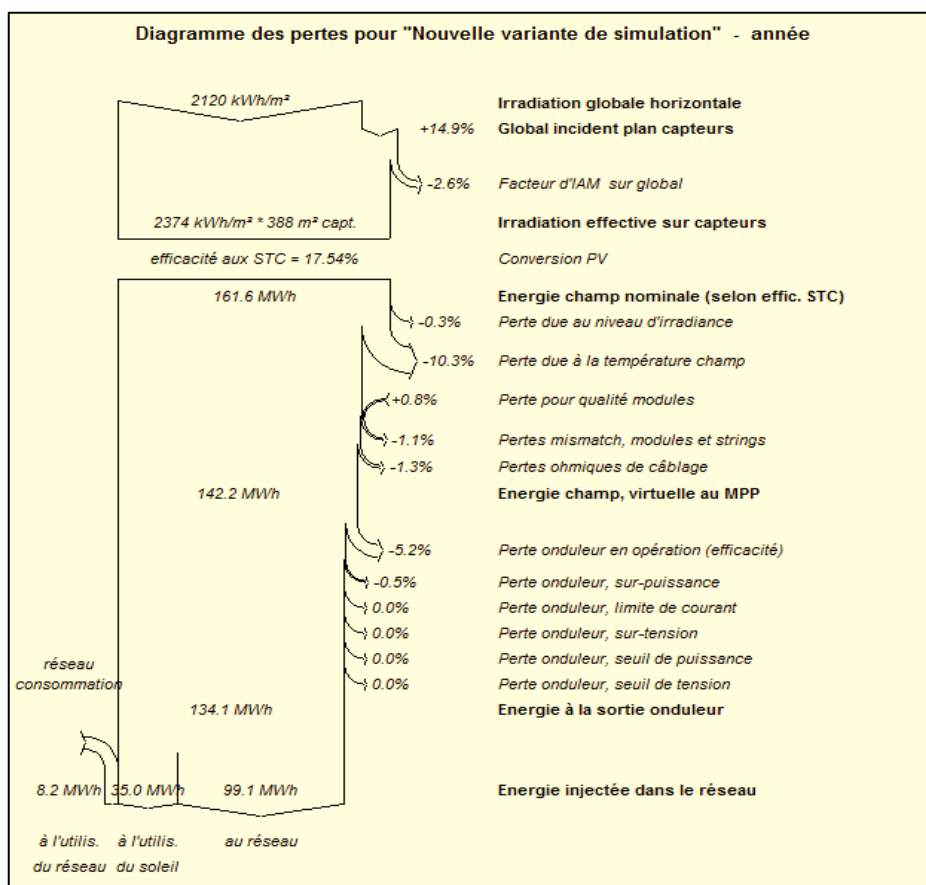 Diagramme des pertes pour "Nouvelle variante de simulation" - année
2120 kWh/m² Irradiation globale horizontale
+14.9% Global incident plan capteurs
-2.6% Facteur d'IAM sur global
2374 kWh/m² * 388 m² capt. Irradiation effective sur capteurs
efficacité aux STC = 17.54% Conversion PV
161.6 MWh Energie champ nominale (selon effic. STC)
-0.3% Perte due au niveau d'irradiance
-10.3% Perte due à la température champ
+0.8% Perte pour qualité modules
-1.1% Pertes mismatch, modules et strings
-1.3% Pertes ohmiques de câblage
142.2 MWh Energie champ, virtuelle au MPP
-5.2% Perte onduleur en opération (efficacité)
-0.5% Perte onduleur, sur-puissance
0.0% Perte onduleur, limite de courant
0.0% Perte onduleur, sur-tension
réseau 0.0% Perte onduleur, seuil de puissance
consommation 0.0% Perte onduleur, seuil de tension
134.1 MWh Energie à la sortie onduleur
8.2 MWh 35.0 MWh 99.1 MWh Energie injectée dans le réseau
à l'utilis. à l'utilis. au réseau
du réseau du soleil